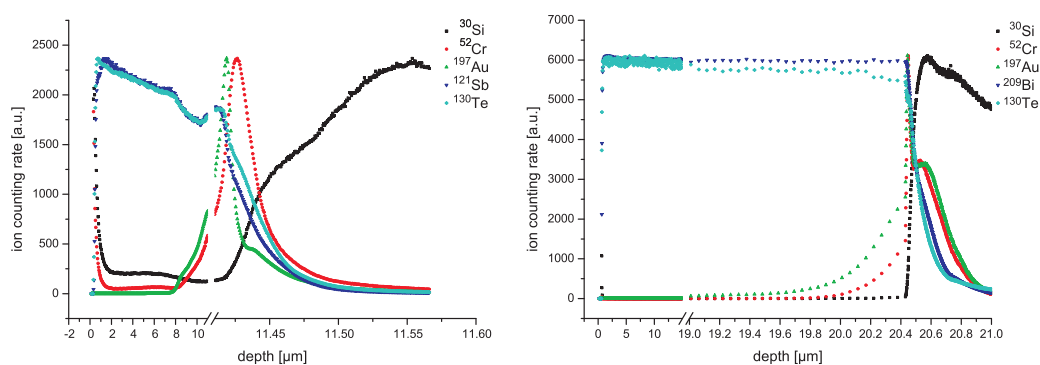 2500
2000
1500
1000
500
0
ion counting rate [a.u.]
-2 0 2 4 6 8 10 11.45 11.50 11.55 11.60
depth [µm]
30Si
52Cr
197Au
121Sb
130Te
7000
6000
5000
4000
3000
2000
1000
0
ion counting rate [a.u.]
0 5 10 19.0 19.2 19.4 19.6 19.8 20.0 20.2 20.4 20.6 20.8 21.0
depth [µm]
30Si
52Cr
197Au
209Bi
130Te